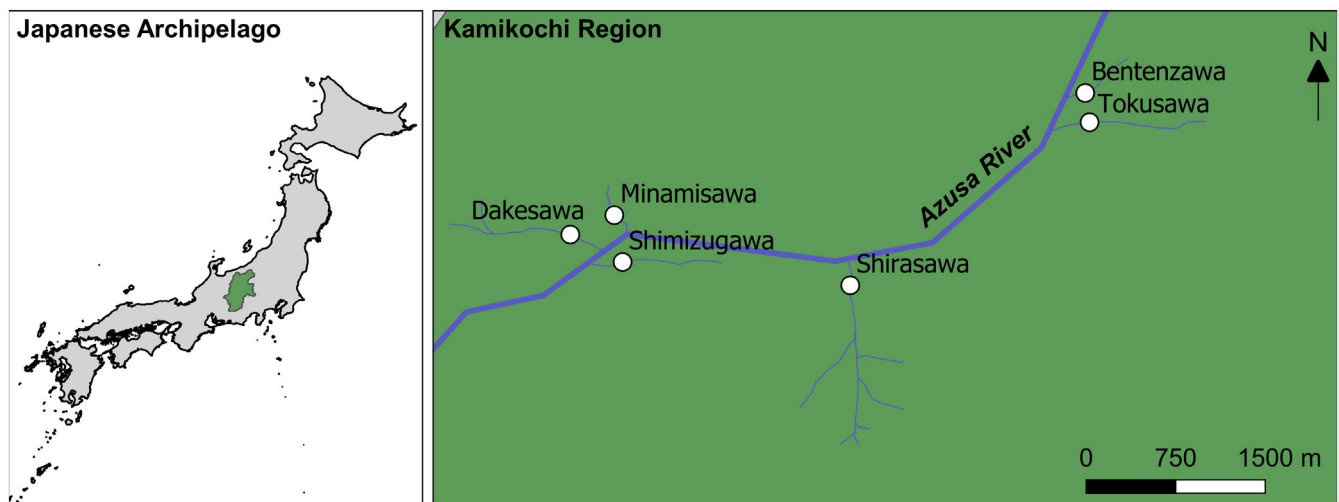 Japanese Archipelago
Kamikochi Region
N
Bentenzawa
Tokusawa
Azusa River
Minamisawa
Dakesawa
Shimizugawa
Shirasawa
0 750 1500 m